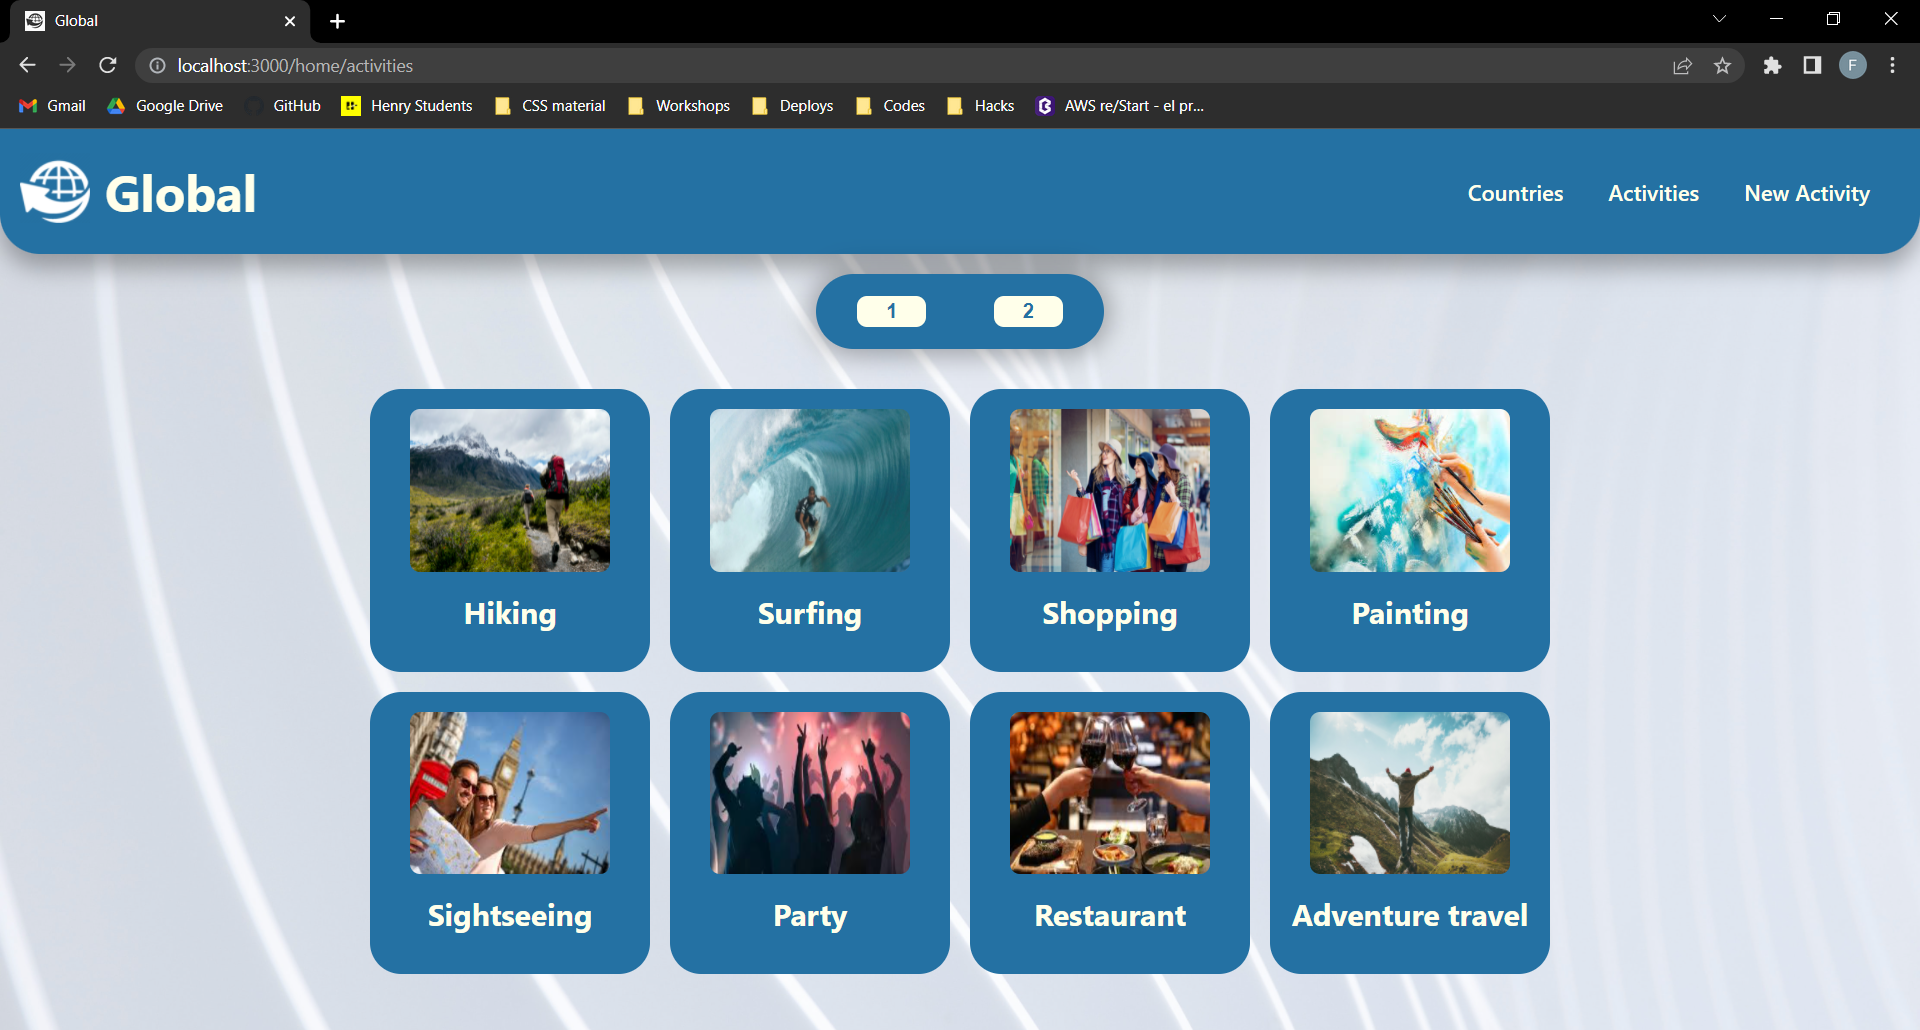 Global
localhost:3000/home/activities
F
Gmail Google Drive GitHub Henry Students CSS material Workshops Deploys Codes Hacks AWS re/Start - el pr...
Global Countries Activities New Activity
1 2
Hiking Surfing Shopping Painting
Sightseeing Party Restaurant Adventure travel